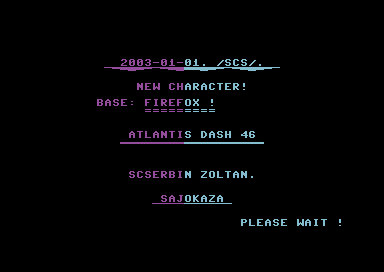 2003-01-01. /SCS/.
NEW CHARACTER!
BASE: FIREFOX !
=========
ATLANTIS DASH 46
SCSERBIN ZOLTAN.
SAJOKAZA
PLEASE WAIT !